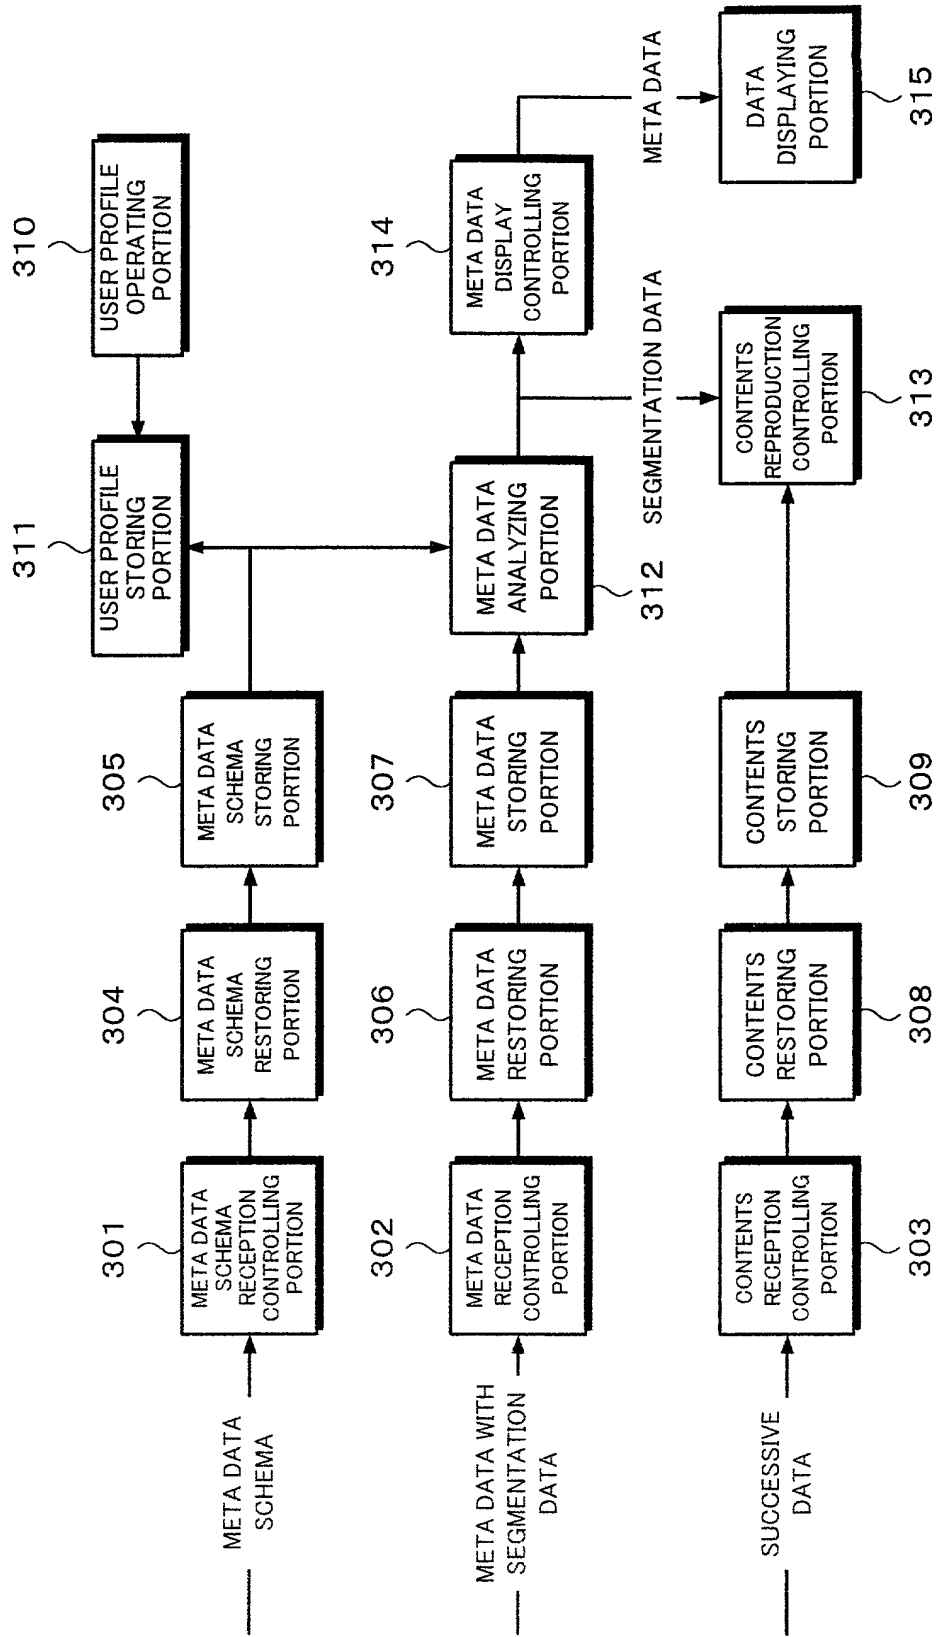 310
USER PROFILE
OPERATING
PORTION
311
USER PROFILE
STORING
PORTION
META DATA
SCHEMA
301
META DATA
SCHEMA
RECEPTION
CONTROLLING
PORTION
304
META DATA
SCHEMA
RESTORING
PORTION
305
META DATA
SCHEMA
STORING
PORTION
META DATA WITH
SEGMENTATION
DATA
302
META DATA
RECEPTION
CONTROLLING
PORTION
306
META DATA
RESTORING
PORTION
307
META DATA
STORING
PORTION
META DATA
ANALYZING
PORTION
312
314
META DATA
DISPLAY
CONTROLLING
PORTION
SEGMENTATION DATA
META DATA
SUCCESSIVE
DATA
CONTENTS
RECEPTION
CONTROLLING
PORTION
303
CONTENTS
RESTORING
PORTION
308
CONTENTS
STORING
PORTION
309
CONTENTS
REPRODUCTION
CONTROLLING
PORTION
313
DATA
DISPLAYING
PORTION
315